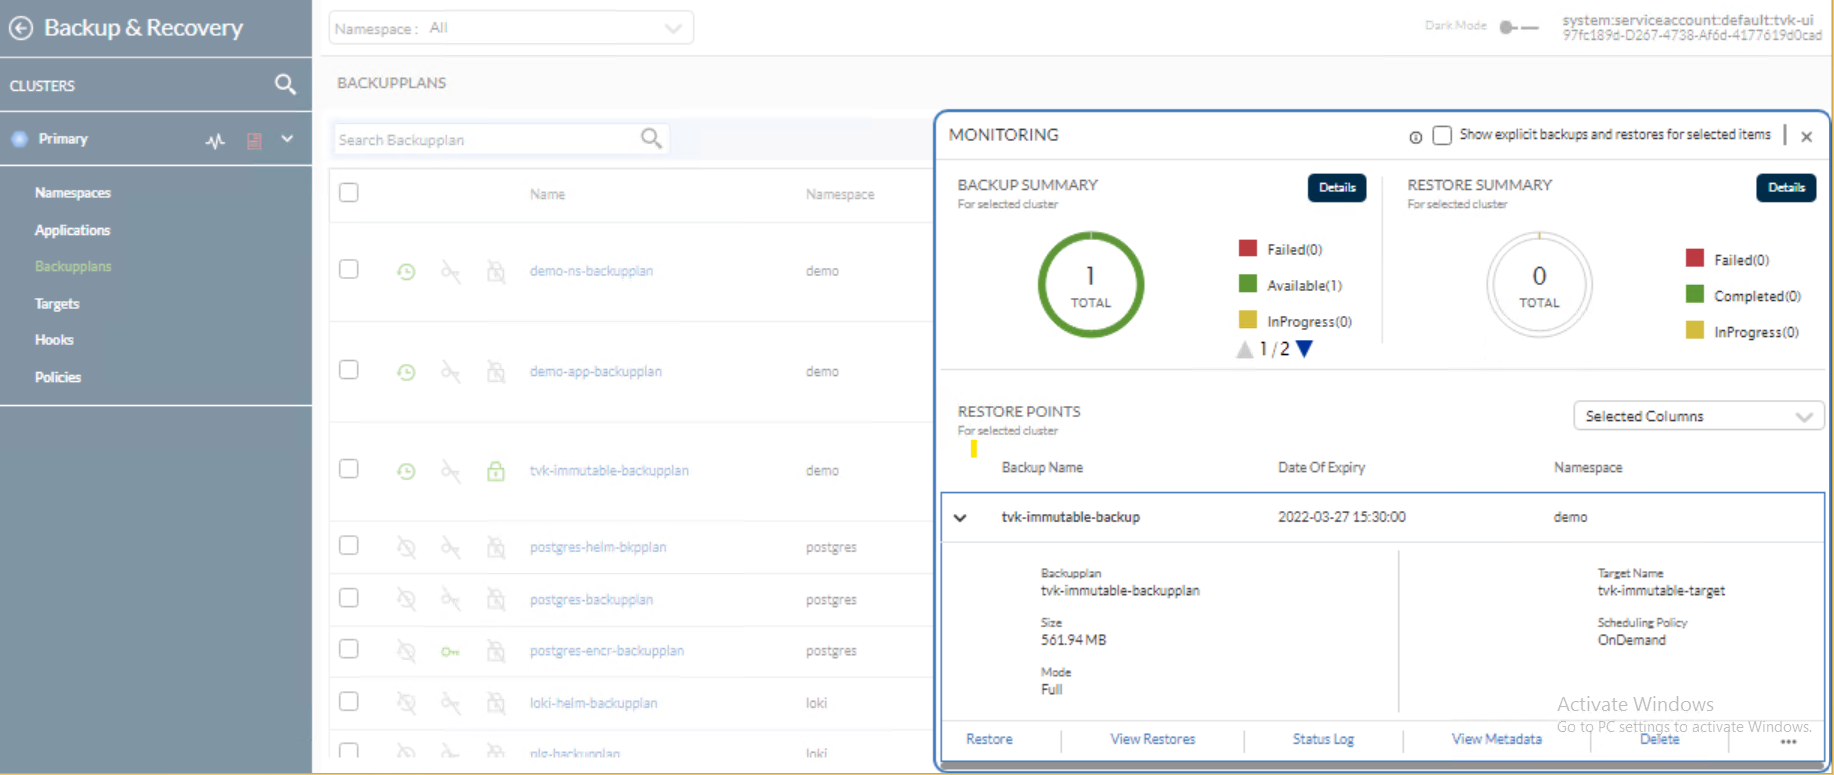 Backup & Recovery
Namespace : All
Dark Mode
system:serviceaccount:default:tvk-ui
97fc189d-D267-4738-Af6d-4177619d0cad
CLUSTERS
BACKUPPLANS
Primary
Search Backupplan
Namespaces
Applications
Backupplans
Targets
Hooks
Policies
Name Namespace
demo-ns-backupplan demo
demo-app-backupplan demo
tvk-immutable-backupplan demo
postgres-helm-bkpplan postgres
postgres-backupplan postgres
postgres-encr-backupplan postgres
loki-helm-backupplan loki
plg-backupplan loki
MONITORING
Show explicit backups and restores for selected items
BACKUP SUMMARY Details
For selected cluster
1
TOTAL
Failed(0)
Available(1)
InProgress(0)
1 / 2
RESTORE SUMMARY Details
For selected cluster
0
TOTAL
Failed(0)
Completed(0)
InProgress(0)
RESTORE POINTS
For selected cluster
Selected Columns
Backup Name Date Of Expiry Namespace
tvk-immutable-backup 2022-03-27 15:30:00 demo
Backupplan
tvk-immutable-backupplan
Size
561.94 MB
Mode
Full
Target Name
tvk-immutable-target
Scheduling Policy
OnDemand
Activate Windows
Go to PC settings to activate Windows.
Restore View Restores Status Log View Metadata Delete ...